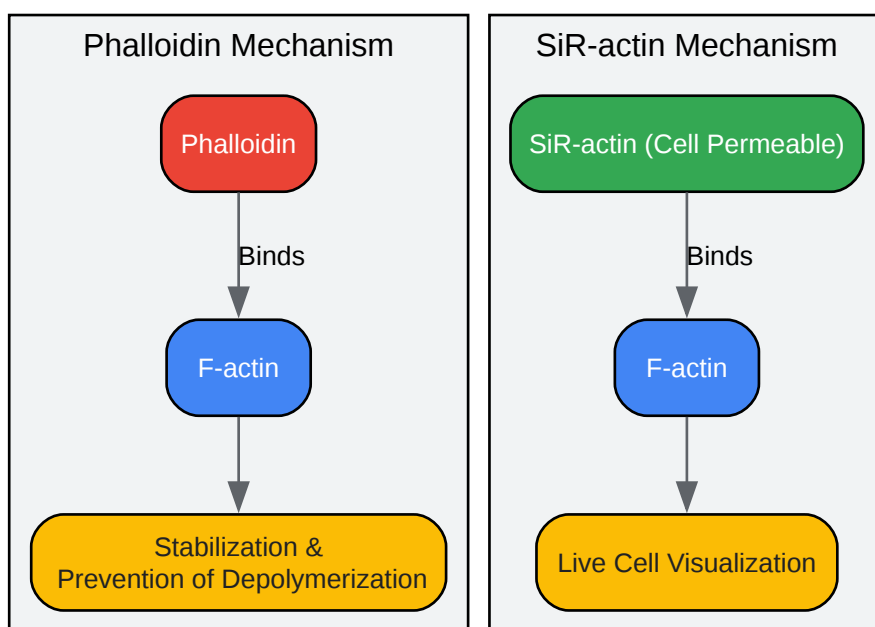 Phalloidin Mechanism
Phalloidin
Binds
F-actin
Stabilization &
Prevention of Depolymerization
SiR-actin Mechanism
SiR-actin (Cell Permeable)
Binds
F-actin
Live Cell Visualization